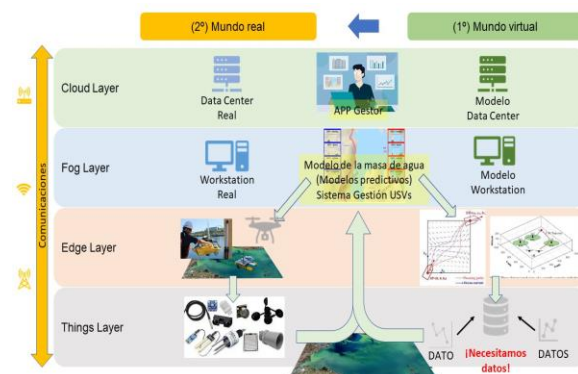 (2º) Mundo real
(1º) Mundo virtual
Comunicaciones
Cloud Layer
Data Center
Real
APP Gestor
Modelo
Data Center
Fog Layer
Workstation
Real
Modelo de la masa de agua
(Modelos predictivos)
Sistema Gestión USVs
Modelo
Workstation
Edge Layer
Things Layer
DATO
¡Necesitamos
datos!
DATOS